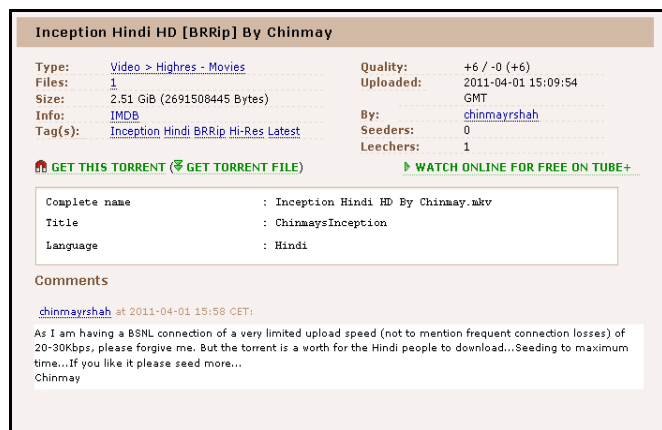 Inception Hindi HD [BRRip] By Chinmay
Type: Video > Highres - Movies
Files: 1
Size: 2.51 GiB (2691508445 Bytes)
Info: IMDB
Tag(s): Inception Hindi BRRip Hi-Res Latest
Quality: +6 / -0 (+6)
Uploaded: 2011-04-01 15:09:54
GMT
By: chinmayrshah
Seeders: 0
Leechers: 1
GET THIS TORRENT (GET TORRENT FILE)
WATCH ONLINE FOR FREE ON TUBE+
Complete name : Inception Hindi HD By Chinmay.mkv
Title : ChinmaysInception
Language : Hindi
Comments
chinmayrshah at 2011-04-01 15:58 CET:
As I am having a BSNL connection of a very limited upload speed (not to mention frequent connection losses) of
20-30Kbps, please forgive me. But the torrent is a worth for the Hindi people to download...Seeding to maximum
time...If you like it please seed more...
Chinmay